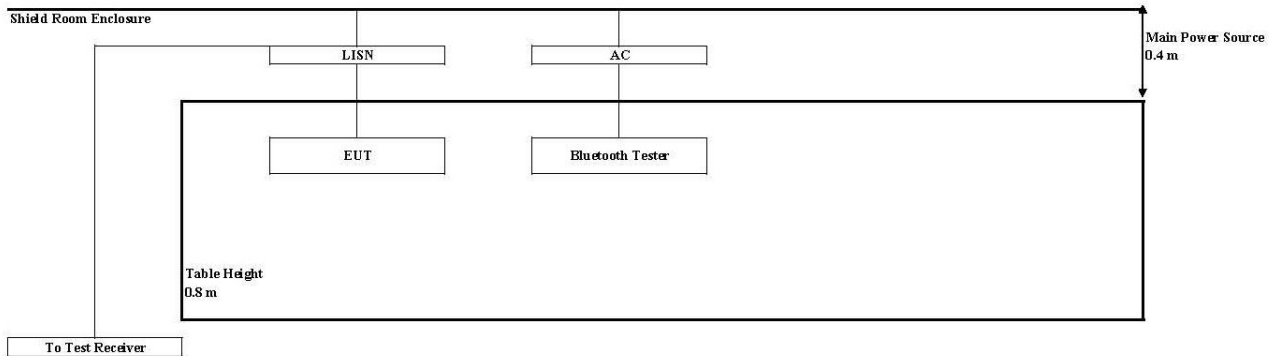 Shield Room Enclosure
Main Power Source
0.4 m
LISN
AC
EUT
Bluetooth Tester
Table Height
0.8 m
To Test Receiver